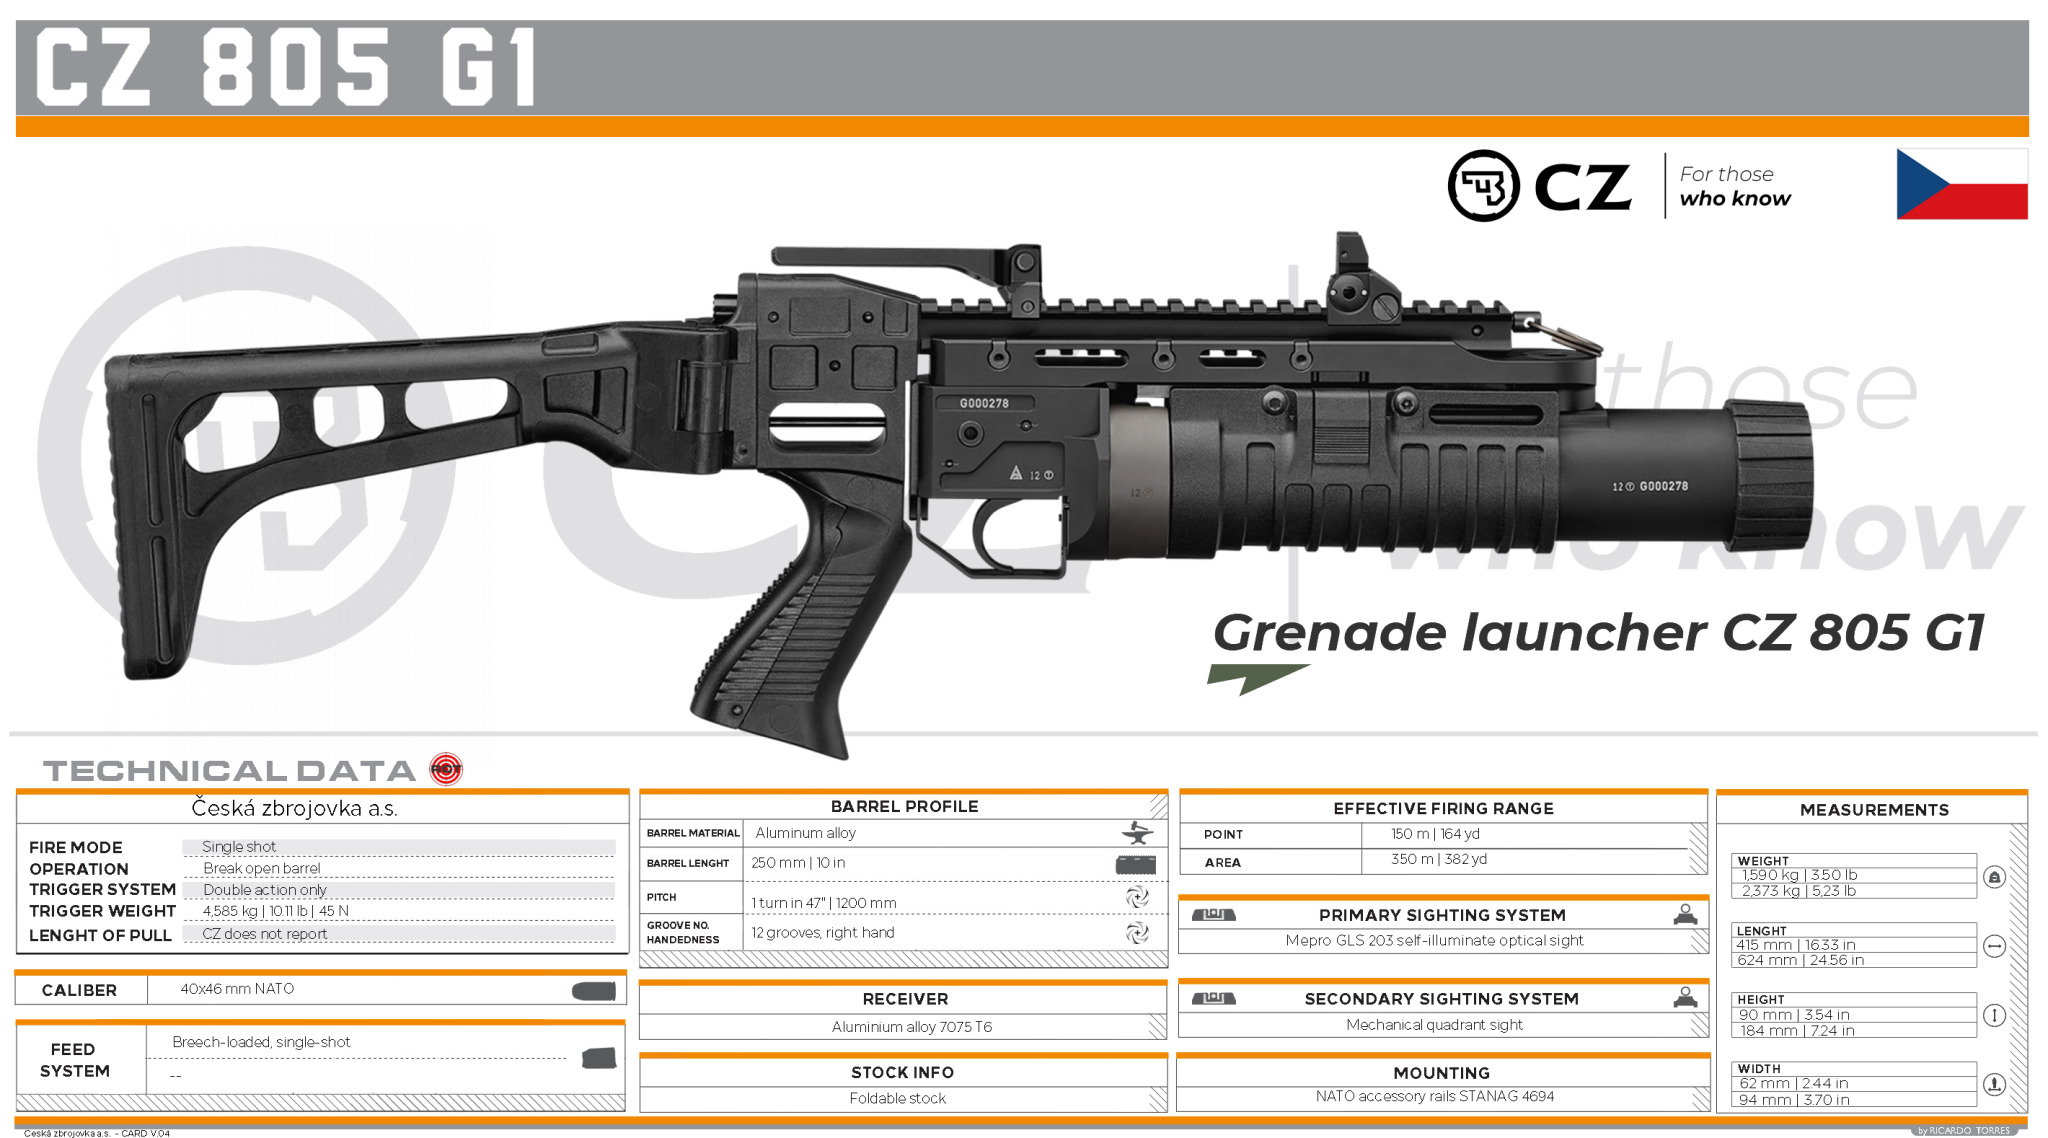 CZ 805 G1
CZ
For those
who know
those
who know
G000278
12
12
12 G000278
Grenade launcher CZ 805 G1
TECHNICAL DATA
Česká zbrojovka a.s.
FIRE MODE Single shot
OPERATION Break open barrel
TRIGGER SYSTEM Double action only
TRIGGER WEIGHT 4,585 kg | 10.11 lb | 45 N
LENGHT OF PULL CZ does not report
CALIBER 40x46 mm NATO
FEED SYSTEM Breech-loaded, single-shot
--
BARREL PROFILE
BARREL MATERIAL Aluminum alloy
BARREL LENGHT 250 mm | 10 in
PITCH 1 turn in 47" | 1200 mm
GROOVE NO. HANDEDNESS 12 grooves, right hand
RECEIVER
Aluminium alloy 7075 T6
STOCK INFO
Foldable stock
EFFECTIVE FIRING RANGE
POINT 150 m | 164 yd
AREA 350 m | 382 yd
PRIMARY SIGHTING SYSTEM
Mepro GLS 203 self-illuminate optical sight
SECONDARY SIGHTING SYSTEM
Mechanical quadrant sight
MOUNTING
NATO accessory rails STANAG 4694
MEASUREMENTS
WEIGHT
1,590 kg | 3.50 lb
2,373 kg | 5,23 lb
LENGHT
415 mm | 16.33 in
624 mm | 24.56 in
HEIGHT
90 mm | 3.54 in
184 mm | 7.24 in
WIDTH
62 mm | 2.44 in
94 mm | 3.70 in
Česká zbrojovka a.s. - CARD V.04
by RICARDO TORRES